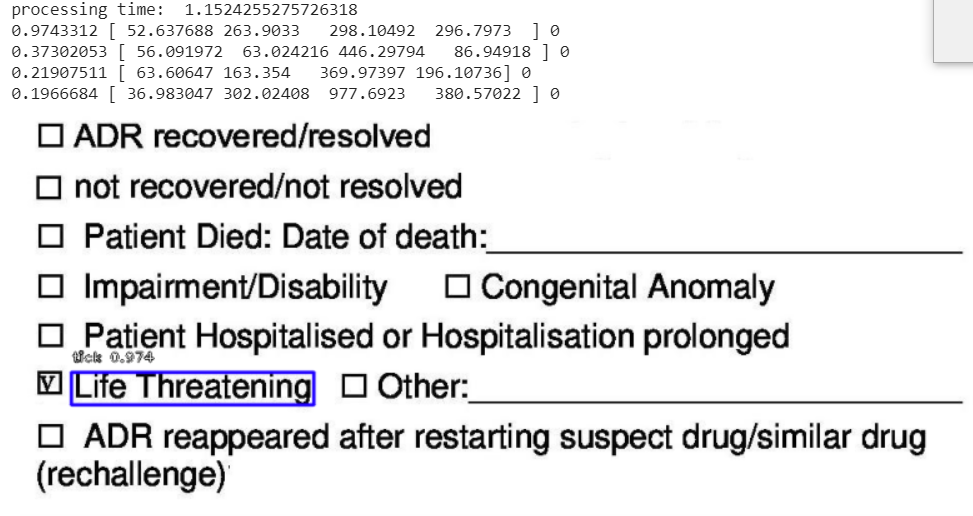 processing time: 1.1524255275726318
0.9743312 [ 52.637688 263.9033 298.10492 296.7973 ] 0
0.37302053 [ 56.091972 63.024216 446.29794 86.94918 ] 0
0.21907511 [ 63.60647 163.354 369.97397 196.10736] 0
0.1966684 [ 36.983047 302.02408 977.6923 380.57022 ] 0
☐ ADR recovered/resolved
☐ not recovered/not resolved
☐ Patient Died: Date of death:
☐ Impairment/Disability ☐ Congenital Anomaly
☐ Patient Hospitalised or Hospitalisation prolonged
tick 0.974
V Life Threatening ☐ Other:
☐ ADR reappeared after restarting suspect drug/similar drug
(rechallenge)